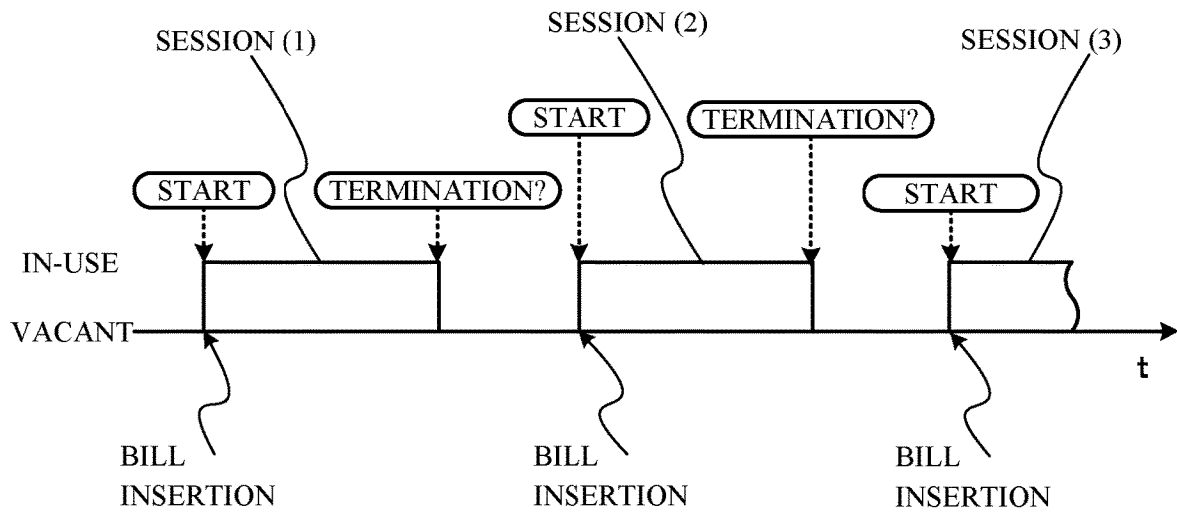 SESSION (1)
SESSION (2)
SESSION (3)
START
TERMINATION?
START
TERMINATION?
START
IN-USE
VACANT
t
BILL
INSERTION
BILL
INSERTION
BILL
INSERTION